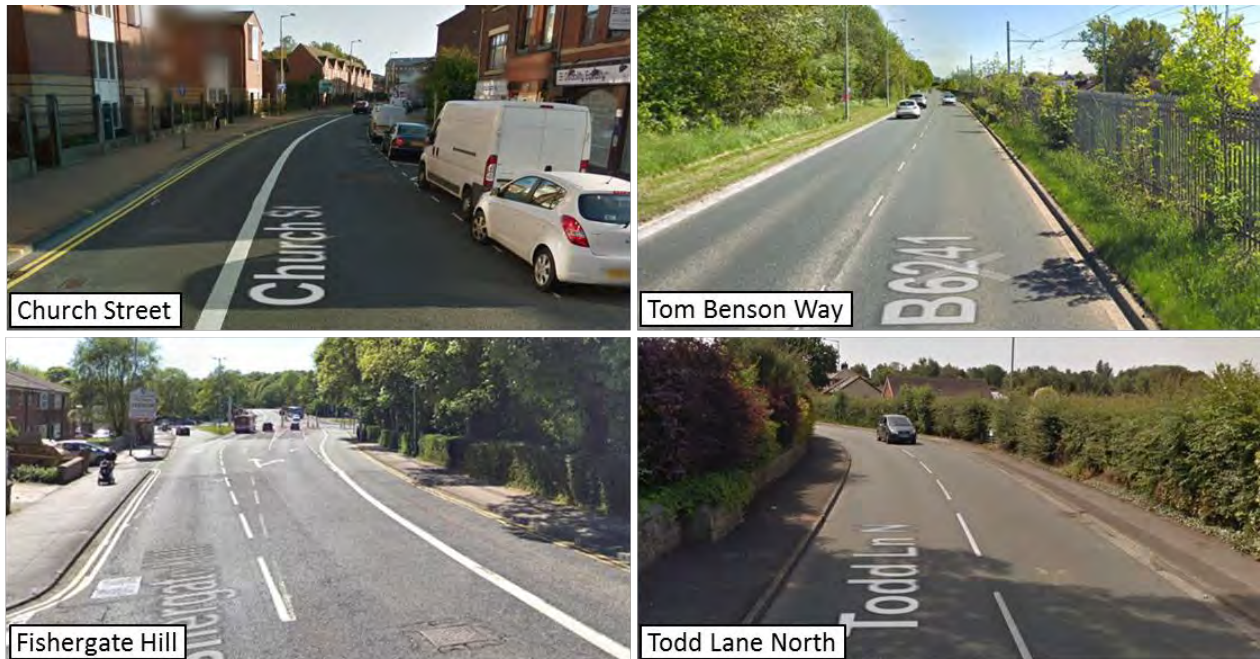 Church St
Church Street
B6241
Tom Benson Way
Fishergate Hill
Todd Ln N
Todd Lane North